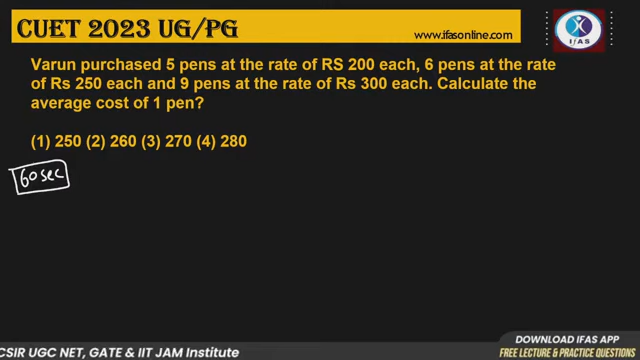 CUET 2023 UG/PG
www.ifasonline.com
IFAS
Varun purchased 5 pens at the rate of RS 200 each, 6 pens at the rate
of Rs 250 each and 9 pens at the rate of Rs 300 each. Calculate the
average cost of 1 pen?
(1) 250 (2) 260 (3) 270 (4) 280
60 sec
CSIR UGC NET, GATE & IIT JAM Institute
DOWNLOAD IFAS APP
FREE LECTURE & PRACTICE QUESTIONS